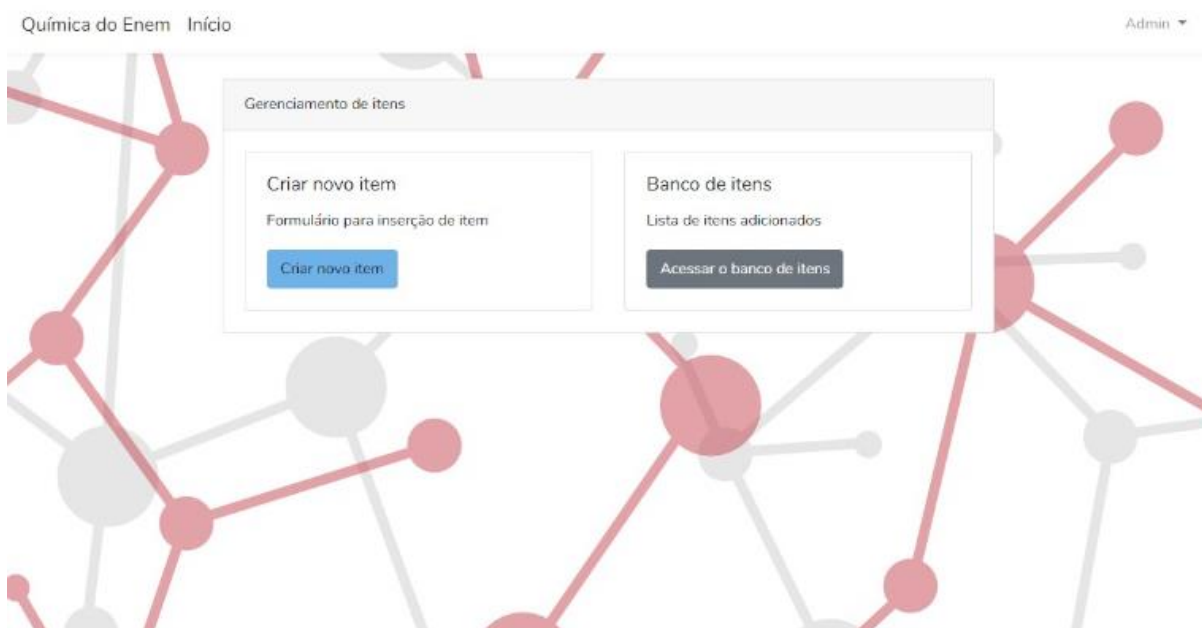 Química do Enem Início Admin
Gerenciamento de itens
Criar novo item
Formulário para inserção de item
Criar novo item
Banco de itens
Lista de itens adicionados
Acessar o banco de itens